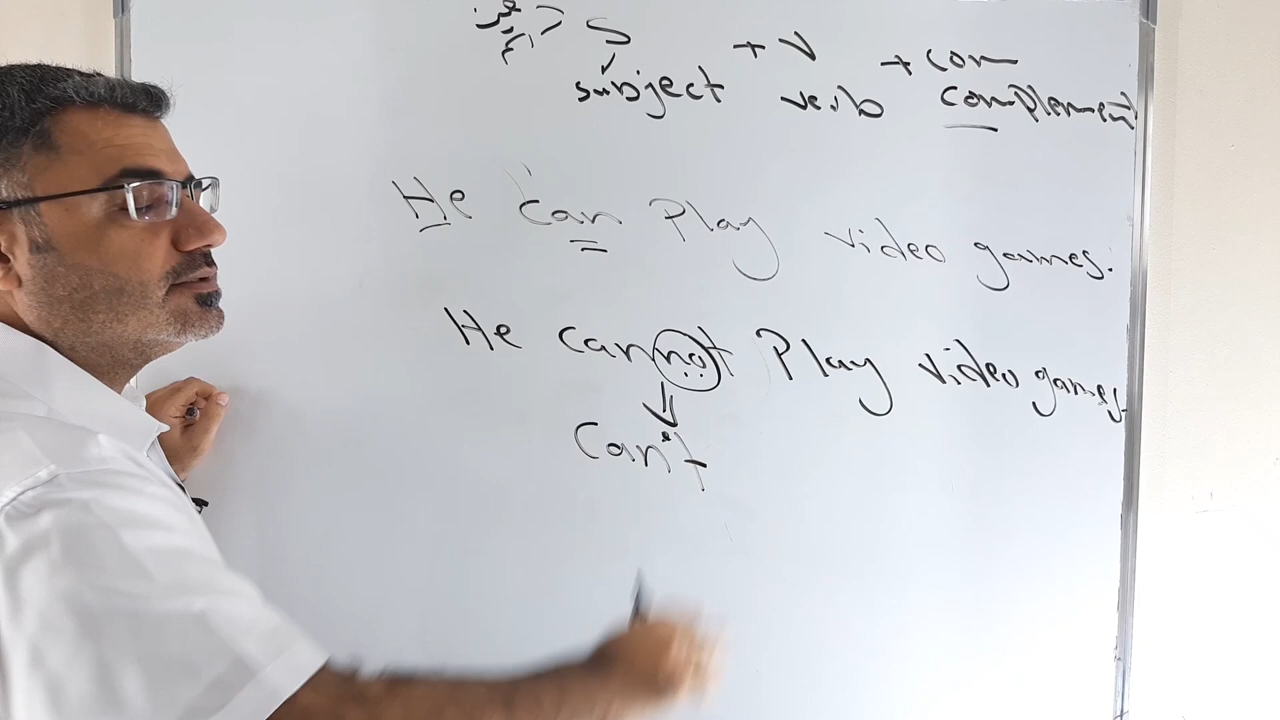 S + V + com
subject verb complement
He can Play video games.
He cannot Play video games.
Can't